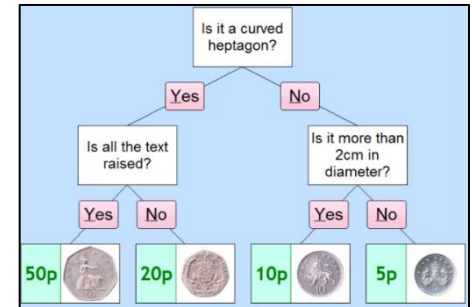 Is it a curved
heptagon?
Yes
No
Is all the text
raised?
Is it more than
2cm in
diameter?
Yes
No
Yes
No
50p
20p
10p
5p